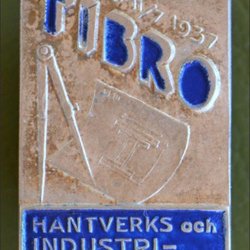 1937
FIBRO
HANTVERKS och
INDUSTRI-